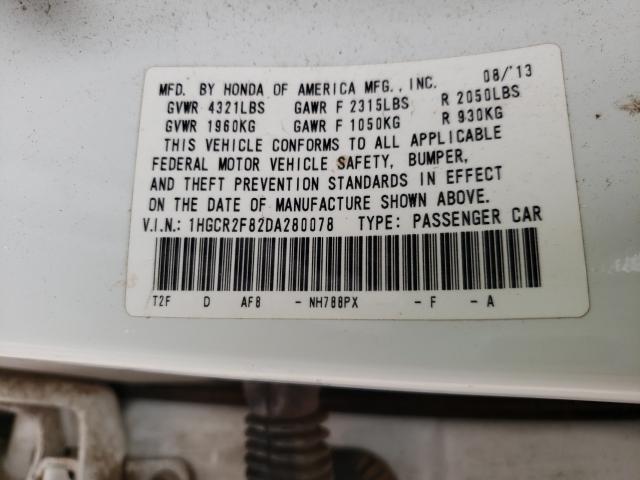 MFD. BY HONDA OF AMERICA MFG., INC. 08/'13
GVWR 4321LBS GAWR F 2315LBS R 2050LBS
GVWR 1960KG GAWR F 1050KG R 930KG
THIS VEHICLE CONFORMS TO ALL APPLICABLE
FEDERAL MOTOR VEHICLE SAFETY, BUMPER,
AND THEFT PREVENTION STANDARDS IN EFFECT
ON THE DATE OF MANUFACTURE SHOWN ABOVE.
V.I.N.: 1HGCR2F82DA280078 TYPE: PASSENGER CAR
T2F D AF8 - NH788PX - F - A